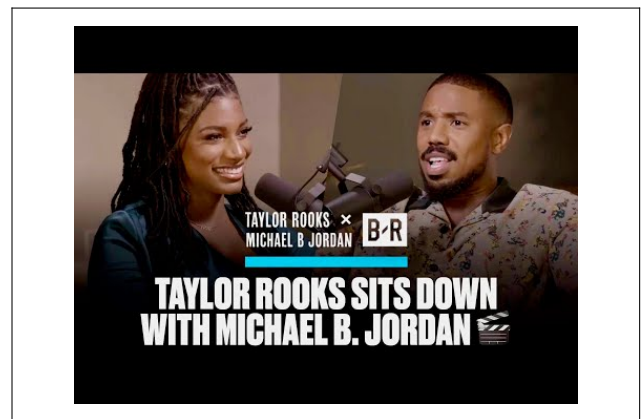 TAYLOR ROOKS ×
MICHAEL B JORDAN
B/R
TAYLOR ROOKS SITS DOWN
WITH MICHAEL B. JORDAN 🎬